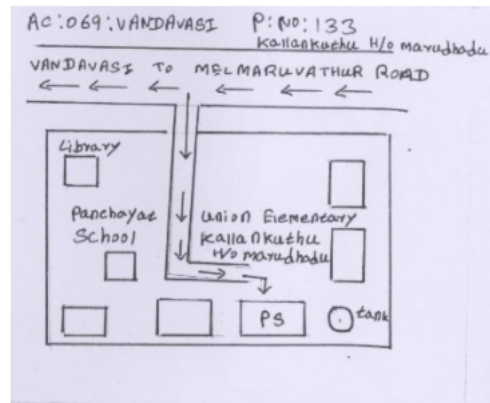 AC:069:VANDAVASI P:NO:133
Kallankuthu H/o marudhadu
VANDAVASI TO MELMARUVATHUR ROAD
Library
Panchayat
School
union Elementary
Kallankuthu
H/o marudhadu
PS
tank